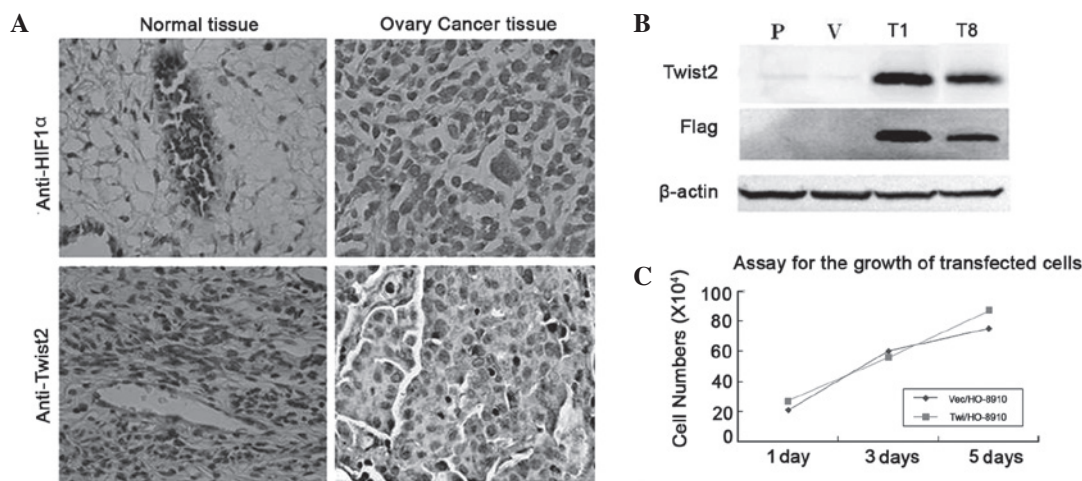 A
Normal tissue
Ovary Cancer tissue
Anti-HIF1α
Anti-Twist2
B
P V T1 T8
Twist2
Flag
β-actin
C
Assay for the growth of transfected cells
Cell Numbers (X10⁴)
100
80
60
40
20
0
1 day 3 days 5 days
Vec/HO-8910
Twi/HO-8910